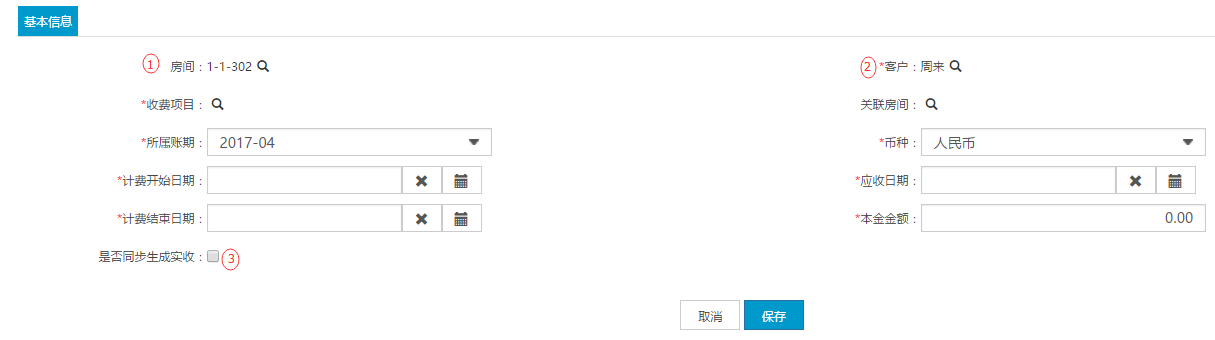 基本信息
① 房间：1-1-302
② *客户：周来
*收费项目：
关联房间：
*所属账期：2017-04
*币种：人民币
*计费开始日期：
*应收日期：
*计费结束日期：
*本金金额：0.00
是否同步生成实收： ③
取消 保存